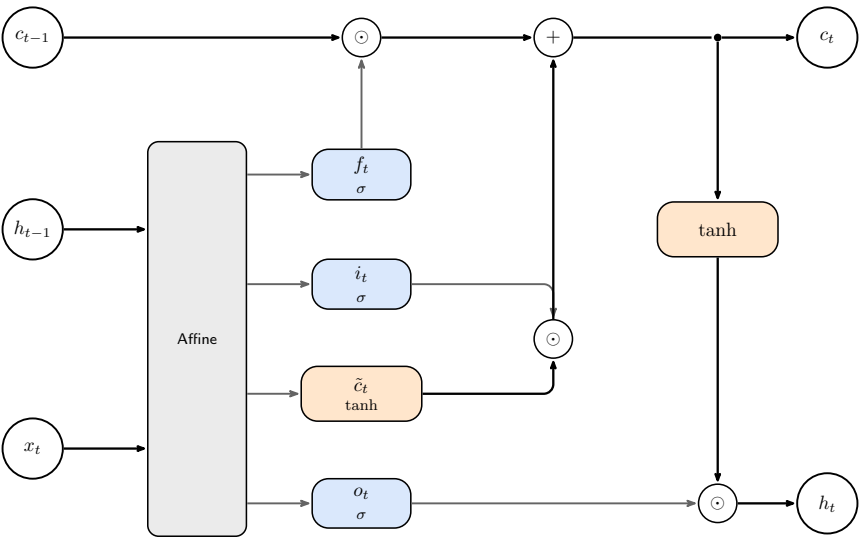 c_{t−1}
⊙
+
c_t
f_t
σ
h_{t−1}
tanh
i_t
σ
Affine
⊙
c̃_t
tanh
x_t
o_t
σ
⊙
h_t